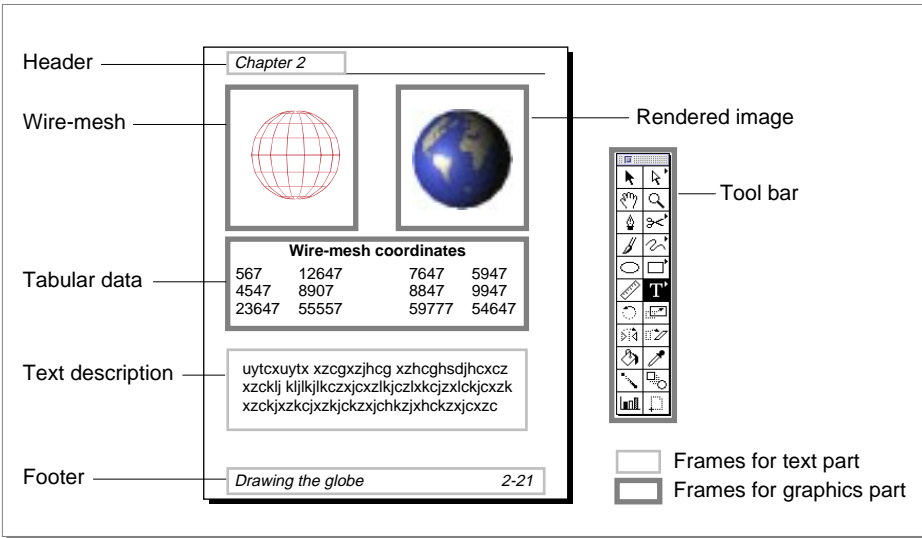 Header
Chapter 2
Wire-mesh
Rendered image
Tool bar
T
Wire-mesh coordinates
Tabular data
567 12647 7647 5947
4547 8907 8847 9947
23647 55557 59777 54647
Text description
uytcxuytx xzcgxzjhcg xzhcghsdjhcxcz
xzcklj kljlkjlkczxjcxzlkjczlxkcjzxlckjcxzk
xzckjxzkcjxzkjckzxjchkzjxhckzxjcxzc
Footer
Drawing the globe 2-21
Frames for text part
Frames for graphics part